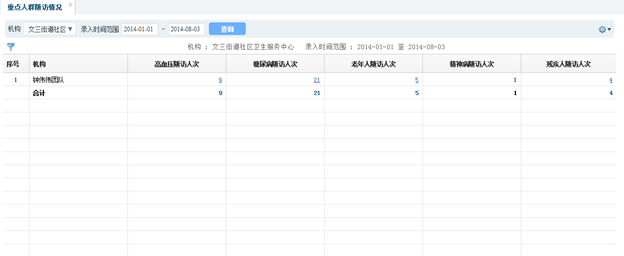 重点人群随访情况
机构 文三街道社区 录入时间范围 2014-01-01 - 2014-08-03 查询
机构 : 文三街道社区卫生服务中心 录入时间范围 : 2014-01-01 至 2014-08-03
序号 机构 高血压随访人次 糖尿病随访人次 老年人随访人次 精神病随访人次 残疾人随访人次
1 钟伟伟团队 9 21 5 1 4
合计 9 21 5 1 4